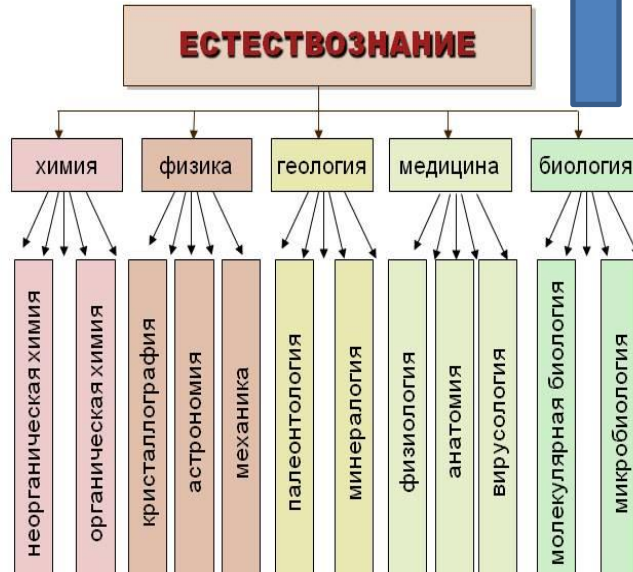 ЕСТЕСТВОЗНАНИЕ
химия
физика
геология
медицина
биология
неорганическая химия
органическая химия
кристаллография
астрономия
механика
палеонтология
минералогия
физиология
анатомия
вирусология
молекулярная биология
микробиология